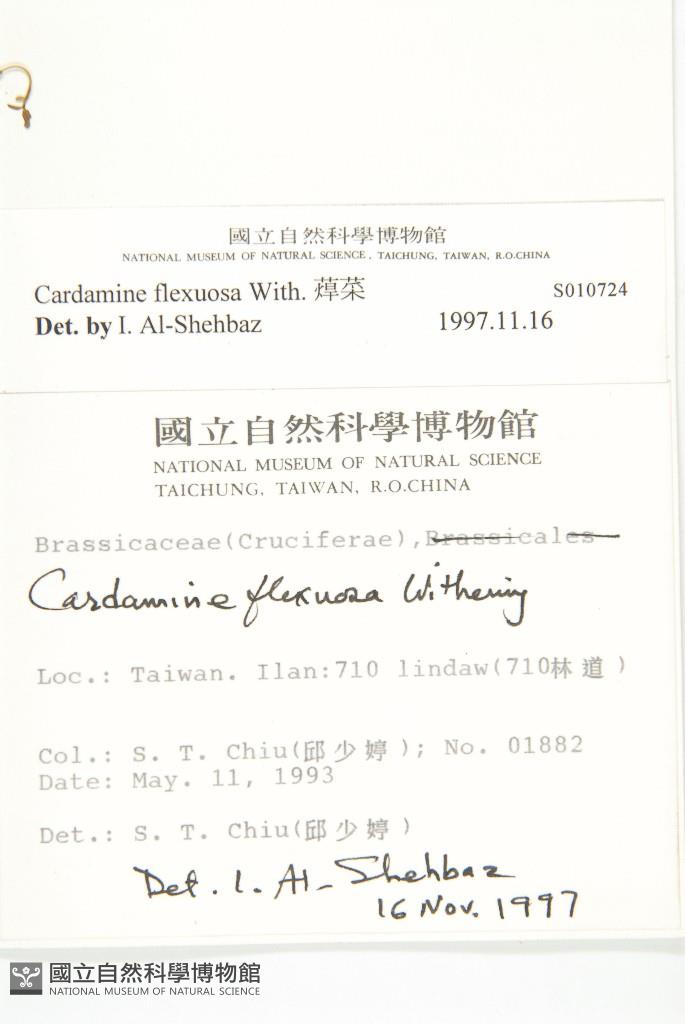 國立自然科學博物館
NATIONAL MUSEUM OF NATURAL SCIENCE, TAICHUNG, TAIWAN, R.O.CHINA
Cardamine flexuosa With. 蔊菜 S010724
Det. by I. Al-Shehbaz 1997.11.16
國立自然科學博物館
NATIONAL MUSEUM OF NATURAL SCIENCE
TAICHUNG, TAIWAN, R.O.CHINA
Brassicaceae(Cruciferae),Brassicales
Cardamine flexuosa Withering
Loc.: Taiwan. Ilan:710 lindaw(710林道)
Col.: S. T. Chiu(邱少婷); No. 01882
Date: May. 11, 1993
Det.: S. T. Chiu(邱少婷)
Det. I. Al-Shehbaz
16 Nov. 1997
國立自然科學博物館
NATIONAL MUSEUM OF NATURAL SCIENCE